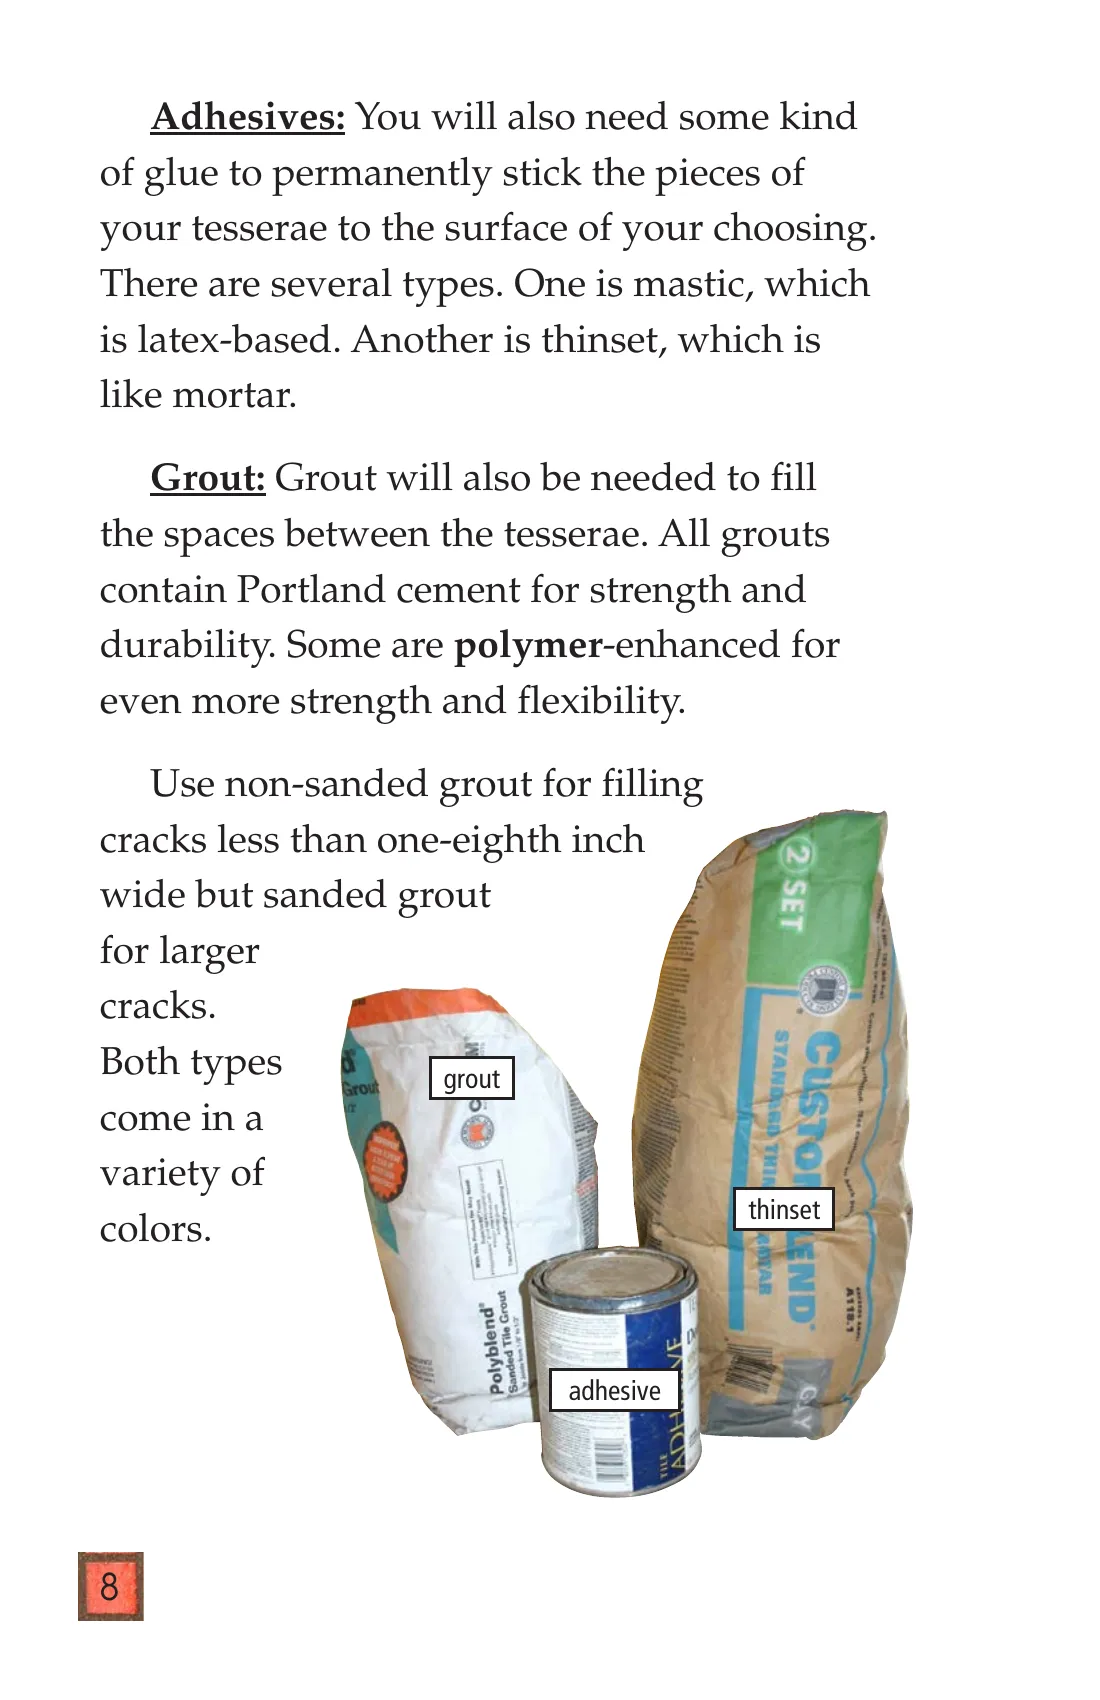 Adhesives: You will also need some kind
of glue to permanently stick the pieces of
your tesserae to the surface of your choosing.
There are several types. One is mastic, which
is latex-based. Another is thinset, which is
like mortar.
Grout: Grout will also be needed to fill
the spaces between the tesserae. All grouts
contain Portland cement for strength and
durability. Some are polymer-enhanced for
even more strength and flexibility.
Use non-sanded grout for filling
cracks less than one-eighth inch
wide but sanded grout
for larger
cracks.
Both types
come in a
variety of
colors.
grout
Grout
Polyblend®
Sanded Tile Grout
thinset
2 SET
CUSTOM
BLEND®
STANDARD THIN
A118.1
adhesive
TILE
8